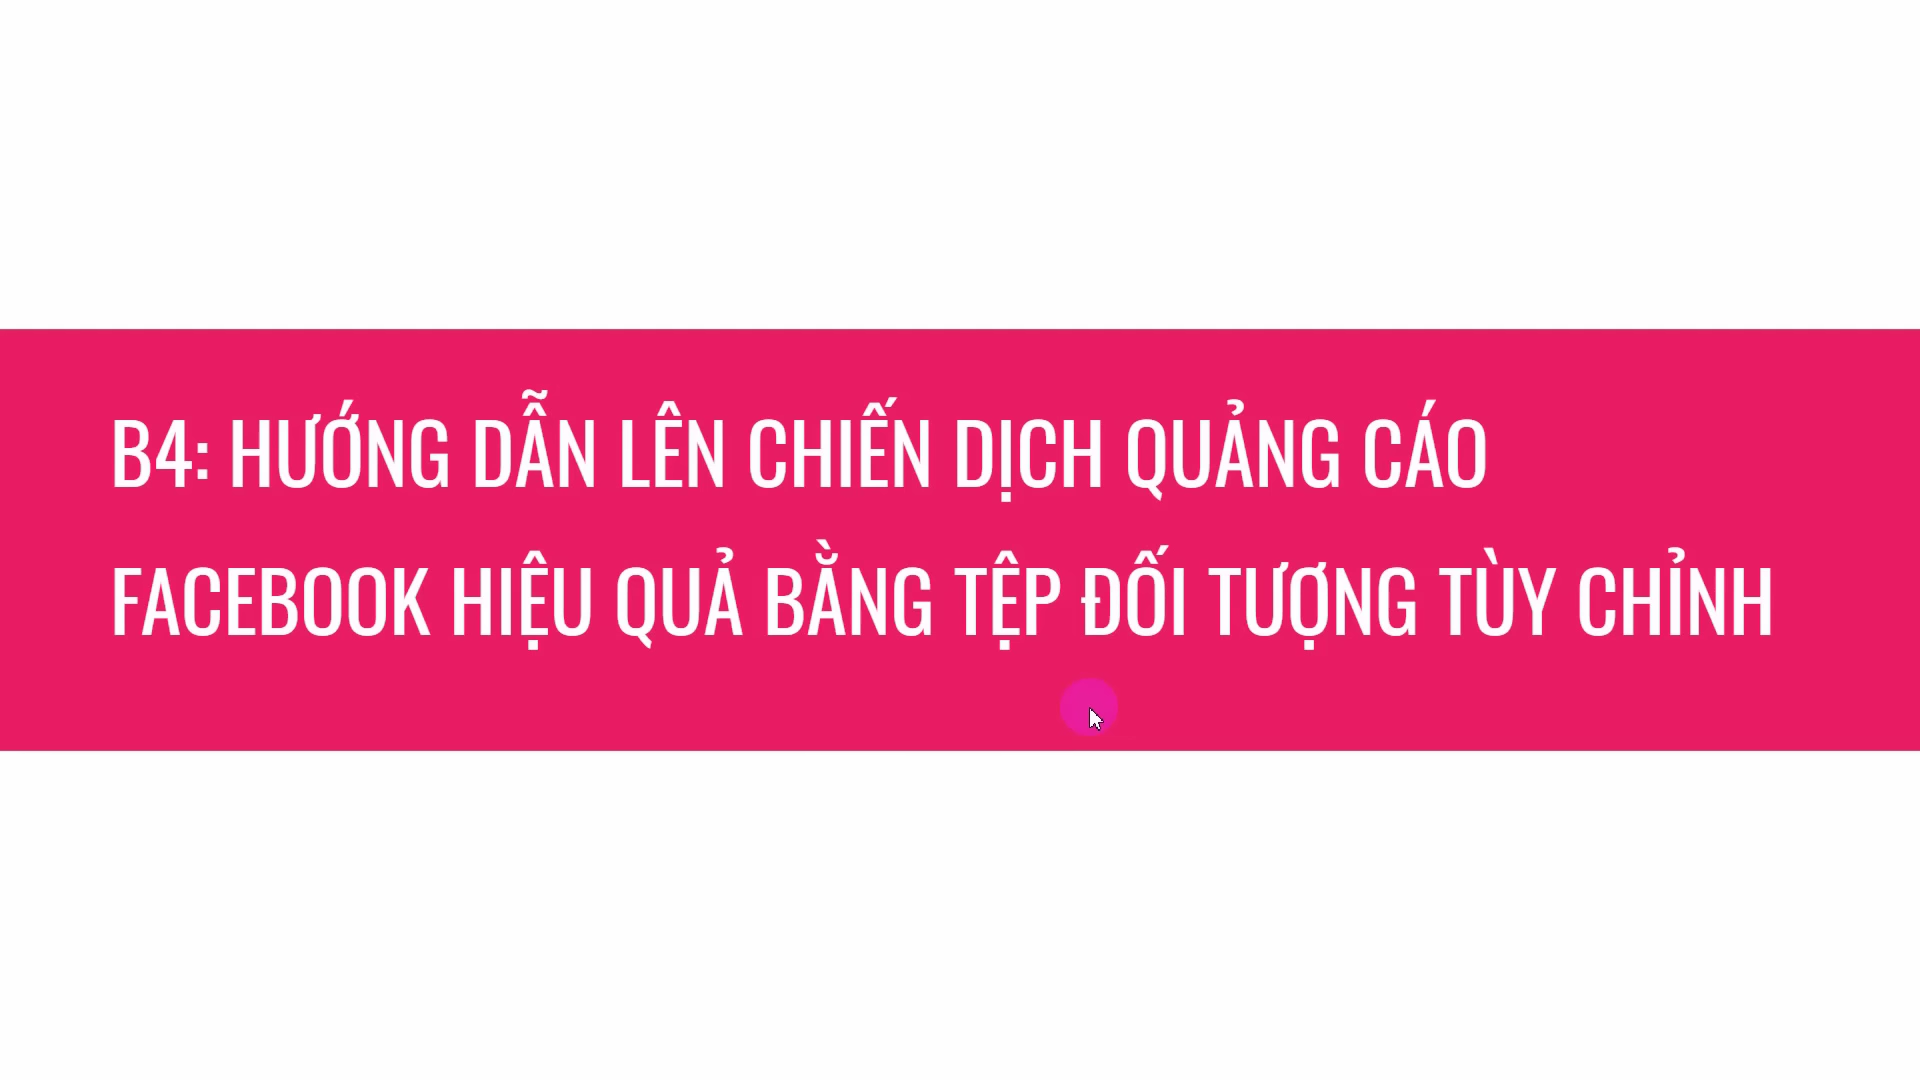 B4: HƯỚNG DẪN LÊN CHIẾN DỊCH QUẢNG CÁO
FACEBOOK HIỆU QUẢ BẰNG TỆP ĐỐI TƯỢNG TÙY CHỈNH